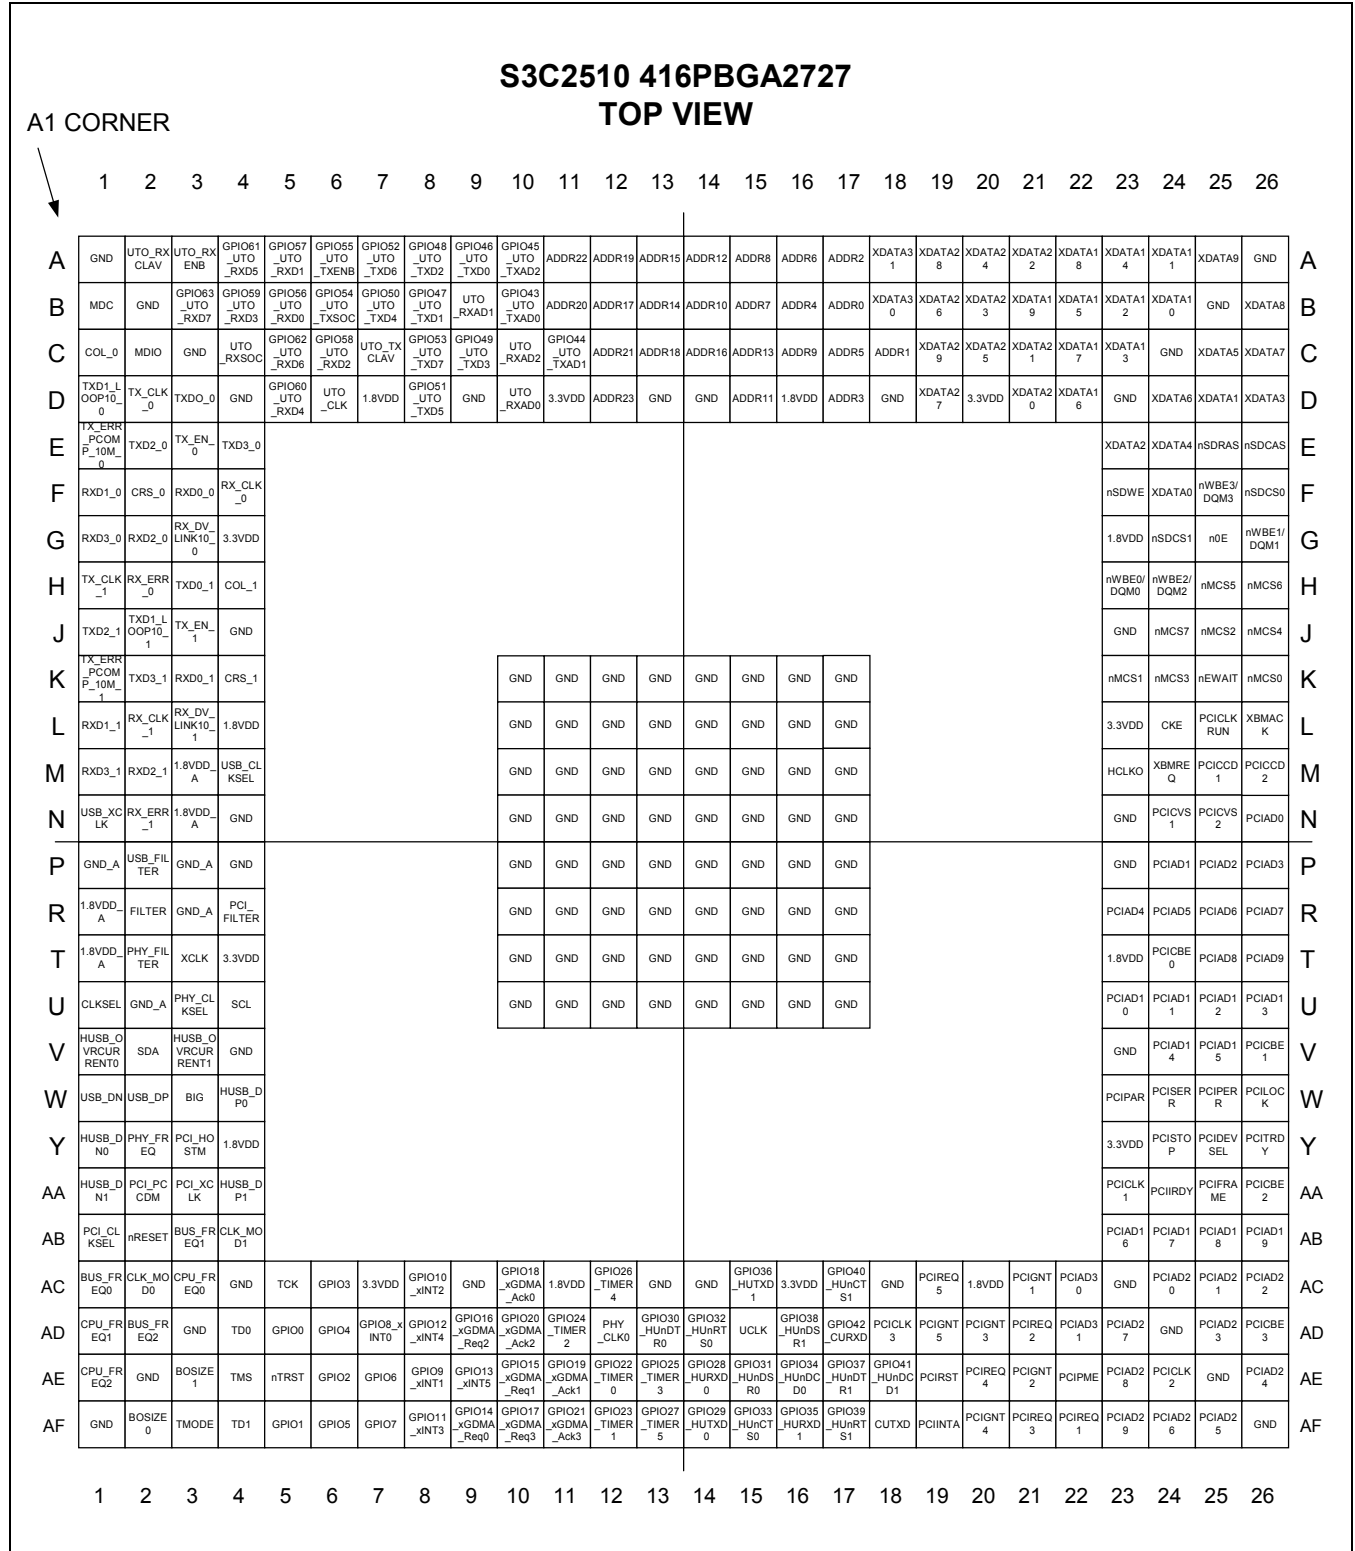 S3C2510 416PBGA2727
TOP VIEW
A1 CORNER
1 2 3 4 5 6 7 8 9 10 11 12 13 14 15 16 17 18 19 20 21 22 23 24 25 26
A GND UTO_RXCLAV UTO_RXENB GPIO61_UTO_RXD5 GPIO57_UTO_RXD1 GPIO55_UTO_TXENB GPIO52_UTO_TXD6 GPIO48_UTO_TXD2 GPIO46_UTO_TXD0 GPIO45_UTO_TXAD2 ADDR22 ADDR19 ADDR15 ADDR12 ADDR8 ADDR6 ADDR2 XDATA31 XDATA28 XDATA24 XDATA22 XDATA18 XDATA14 XDATA11 XDATA9 GND A
B MDC GND GPIO63_UTO_RXD7 GPIO59_UTO_RXD3 GPIO56_UTO_RXD0 GPIO54_UTO_TXSOC GPIO50_UTO_TXD4 GPIO47_UTO_TXD1 UTO_RXAD1 GPIO43_UTO_TXAD0 ADDR20 ADDR17 ADDR14 ADDR10 ADDR7 ADDR4 ADDR0 XDATA30 XDATA26 XDATA23 XDATA19 XDATA15 XDATA12 XDATA10 GND XDATA8 B
C COL_0 MDIO GND UTO_RXSOC GPIO62_UTO_RXD6 GPIO58_UTO_RXD2 UTO_TXCLAV GPIO53_UTO_TXD7 GPIO49_UTO_TXD3 UTO_RXAD2 GPIO44_UTO_TXAD1 ADDR21 ADDR18 ADDR16 ADDR13 ADDR9 ADDR5 ADDR1 XDATA29 XDATA25 XDATA21 XDATA17 XDATA13 GND XDATA5 XDATA7 C
D TXD1_LOOP10_0 TX_CLK_0 TXDO_0 GND GPIO60_UTO_RXD4 UTO_CLK 1.8VDD GPIO51_UTO_TXD5 GND UTO_RXAD0 3.3VDD ADDR23 GND GND ADDR11 1.8VDD ADDR3 GND XDATA27 3.3VDD XDATA20 XDATA16 GND XDATA6 XDATA1 XDATA3 D
E TX_ERR_PCOMP_10M_0 TXD2_0 TX_EN_0 TXD3_0 XDATA2 XDATA4 nSDRAS nSDCAS E
F RXD1_0 CRS_0 RXD0_0 RX_CLK_0 nSDWE XDATA0 nWBE3/DQM3 nSDCS0 F
G RXD3_0 RXD2_0 RX_DV_LINK10_0 3.3VDD 1.8VDD nSDCS1 n0E nWBE1/DQM1 G
H TX_CLK_1 RX_ERR_0 TXD0_1 COL_1 nWBE0/DQM0 nWBE2/DQM2 nMCS5 nMCS6 H
J TXD2_1 TXD1_LOOP10_1 TX_EN_1 GND GND nMCS7 nMCS2 nMCS4 J
K TX_ERR_PCOMP_10M_1 TXD3_1 RXD0_1 CRS_1 GND GND GND GND GND GND GND GND nMCS1 nMCS3 nEWAIT nMCS0 K
L RXD1_1 RX_CLK_1 RX_DV_LINK10_1 1.8VDD GND GND GND GND GND GND GND GND 3.3VDD CKE PCICLKRUN XBMACK L
M RXD3_1 RXD2_1 1.8VDD_A USB_CLKSEL GND GND GND GND GND GND GND GND HCLKO XBMREQ PCICCD1 PCICCD2 M
N USB_XCLK RX_ERR_1 1.8VDD_A GND GND GND GND GND GND GND GND GND GND PCICVS1 PCICVS2 PCIAD0 N
P GND_A USB_FILTER GND_A GND GND GND GND GND GND GND GND GND GND PCIAD1 PCIAD2 PCIAD3 P
R 1.8VDD_A FILTER GND_A PCI_FILTER GND GND GND GND GND GND GND GND PCIAD4 PCIAD5 PCIAD6 PCIAD7 R
T 1.8VDD_A PHY_FILTER XCLK 3.3VDD GND GND GND GND GND GND GND GND 1.8VDD PCICBE0 PCIAD8 PCIAD9 T
U CLKSEL GND_A PHY_CLKSEL SCL GND GND GND GND GND GND GND GND PCIAD10 PCIAD11 PCIAD12 PCIAD13 U
V HUSB_OVRCURRENT0 SDA HUSB_OVRCURRENT1 GND GND PCIAD14 PCIAD15 PCICBE1 V
W USB_DN USB_DP BIG HUSB_DP0 PCIPAR PCISERR PCIPERR PCILOCK W
Y HUSB_DN0 PHY_FREQ PCI_HOSTM 1.8VDD 3.3VDD PCISTOP PCIDEVSEL PCITRDY Y
AA HUSB_DN1 PCI_PCCDM PCI_XCLK HUSB_DP1 PCICLK1 PCIIRDY PCIFRAME PCICBE2 AA
AB PCI_CLKSEL nRESET BUS_FREQ1 CLK_MOD1 PCIAD16 PCIAD17 PCIAD18 PCIAD19 AB
AC BUS_FREQ0 CLK_MOD0 CPU_FREQ0 GND TCK GPIO3 3.3VDD GPIO10_xINT2 GND GPIO18_xGDMA_Ack0 1.8VDD GPIO26_TIMER4 GND GND GPIO36_HUTXD1 3.3VDD GPIO40_HUnCTS1 GND PCIREQ5 1.8VDD PCIGNT1 PCIAD30 GND PCIAD20 PCIAD21 PCIAD22 AC
AD CPU_FREQ1 BUS_FREQ2 GND TD0 GPIO0 GPIO4 GPIO8_xINT0 GPIO12_xINT4 GPIO16_xGDMA_Req2 GPIO20_xGDMA_Ack2 GPIO24_TIMER2 PHY_CLK0 GPIO30_HUnDTR0 GPIO32_HUnRTS0 UCLK GPIO38_HUnDSR1 GPIO42_CURXD PCICLK3 PCIGNT5 PCIGNT3 PCIREQ2 PCIAD31 PCIAD27 GND PCIAD23 PCICBE3 AD
AE CPU_FREQ2 GND BOSIZE1 TMS nTRST GPIO2 GPIO6 GPIO9_xINT1 GPIO13_xINT5 GPIO15_xGDMA_Req1 GPIO19_xGDMA_Ack1 GPIO22_TIMER0 GPIO25_TIMER3 GPIO28_HURXD0 GPIO31_HUnDSR0 GPIO34_HUnDCD0 GPIO37_HUnDTR1 GPIO41_HUnDCD1 PCIRST PCIREQ4 PCIGNT2 PCIPME PCIAD28 PCICLK2 GND PCIAD24 AE
AF GND BOSIZE0 TMODE TD1 GPIO1 GPIO5 GPIO7 GPIO11_xINT3 GPIO14_xGDMA_Req0 GPIO17_xGDMA_Req3 GPIO21_xGDMA_Ack3 GPIO23_TIMER1 GPIO27_TIMER5 GPIO29_HUTXD0 GPIO33_HUnCTS0 GPIO35_HURXD1 GPIO39_HUnRTS1 CUTXD PCIINTA PCIGNT4 PCIREQ3 PCIREQ1 PCIAD29 PCIAD26 PCIAD25 GND AF
1 2 3 4 5 6 7 8 9 10 11 12 13 14 15 16 17 18 19 20 21 22 23 24 25 26